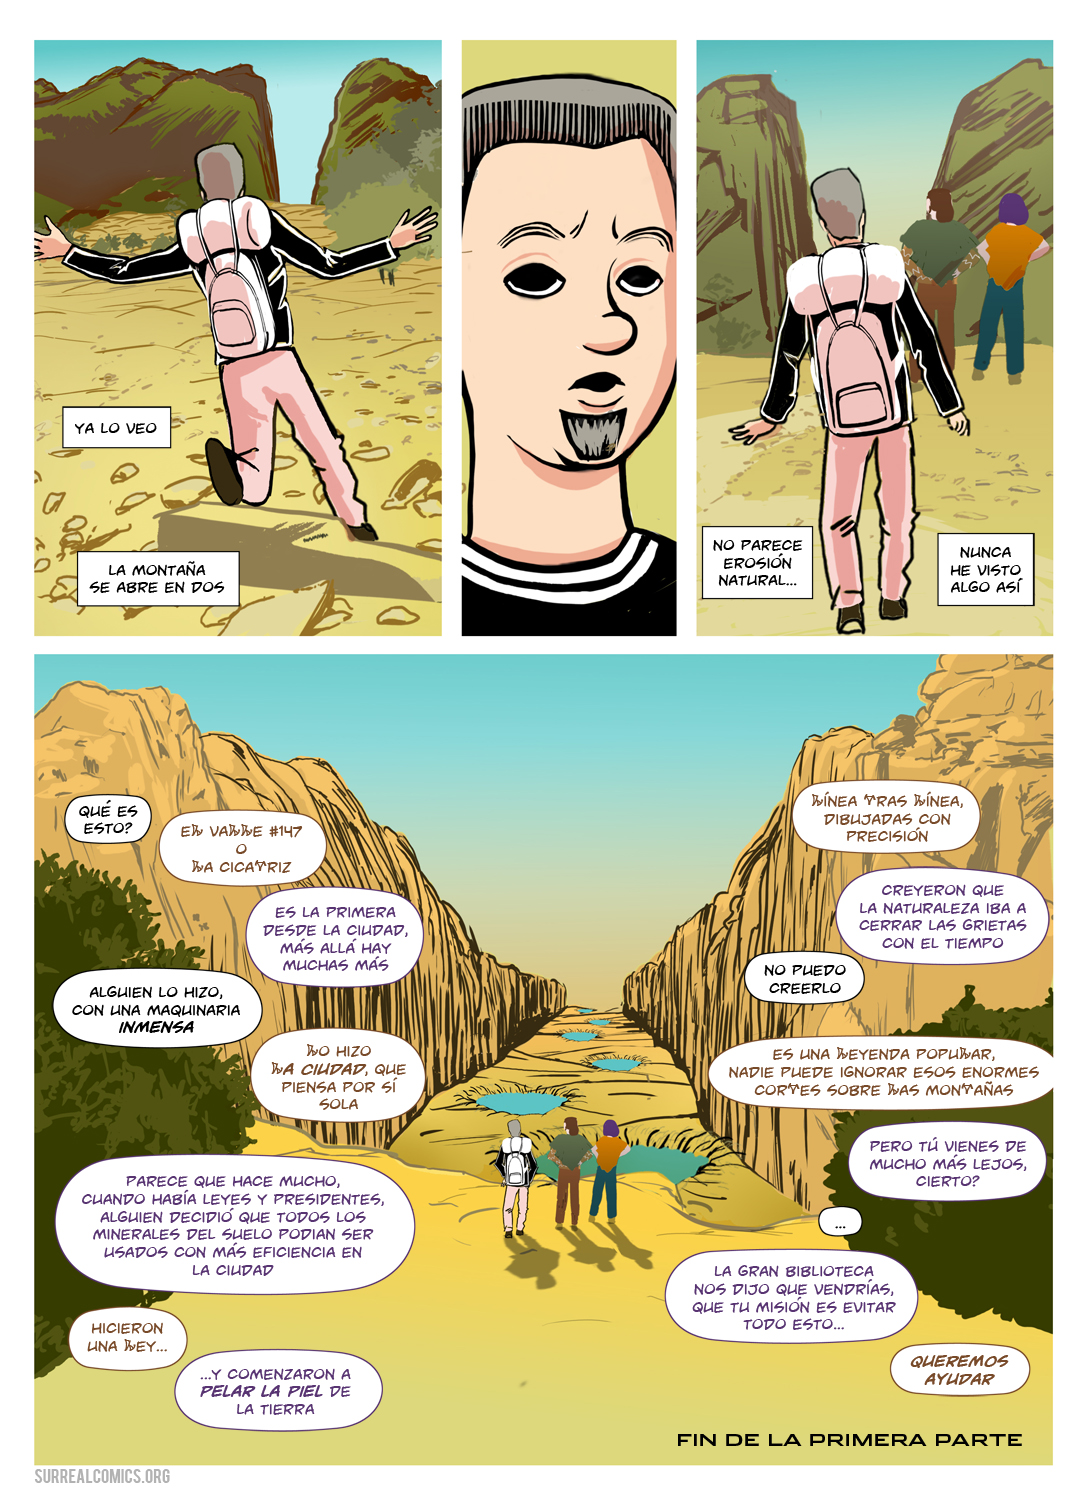 YA LO VEO
LA MONTAÑA
SE ABRE EN DOS
NO PARECE
EROSIÓN
NATURAL...
NUNCA
HE VISTO
ALGO ASÍ
QUÉ ES
ESTO?
EL VALLE #147
O
LA CICATRIZ
ES LA PRIMERA
DESDE LA CIUDAD,
MÁS ALLÁ HAY
MUCHAS MÁS
ALGUIEN LO HIZO,
CON UNA MAQUINARIA
INMENSA
LO HIZO
LA CIUDAD, QUE
PIENSA POR SÍ
SOLA
PARECE QUE HACE MUCHO,
CUANDO HABÍA LEYES Y PRESIDENTES,
ALGUIEN DECIDIÓ QUE TODOS LOS
MINERALES DEL SUELO PODIAN SER
USADOS CON MÁS EFICIENCIA EN
LA CIUDAD
HICIERON
UNA LEY...
...Y COMENZARON A
PELAR LA PIEL DE
LA TIERRA
LÍNEA TRAS LÍNEA,
DIBUJADAS CON
PRECISIÓN
CREYERON QUE
LA NATURALEZA IBA A
CERRAR LAS GRIETAS
CON EL TIEMPO
NO PUEDO
CREERLO
ES UNA LEYENDA POPULAR,
NADIE PUEDE IGNORAR ESOS ENORMES
CORTES SOBRE LAS MONTAÑAS
PERO TÚ VIENES DE
MUCHO MÁS LEJOS,
CIERTO?
...
LA GRAN BIBLIOTECA
NOS DIJO QUE VENDRÍAS,
QUE TU MISIÓN ES EVITAR
TODO ESTO...
QUEREMOS
AYUDAR
FIN DE LA PRIMERA PARTE
SURREALCOMICS.ORG